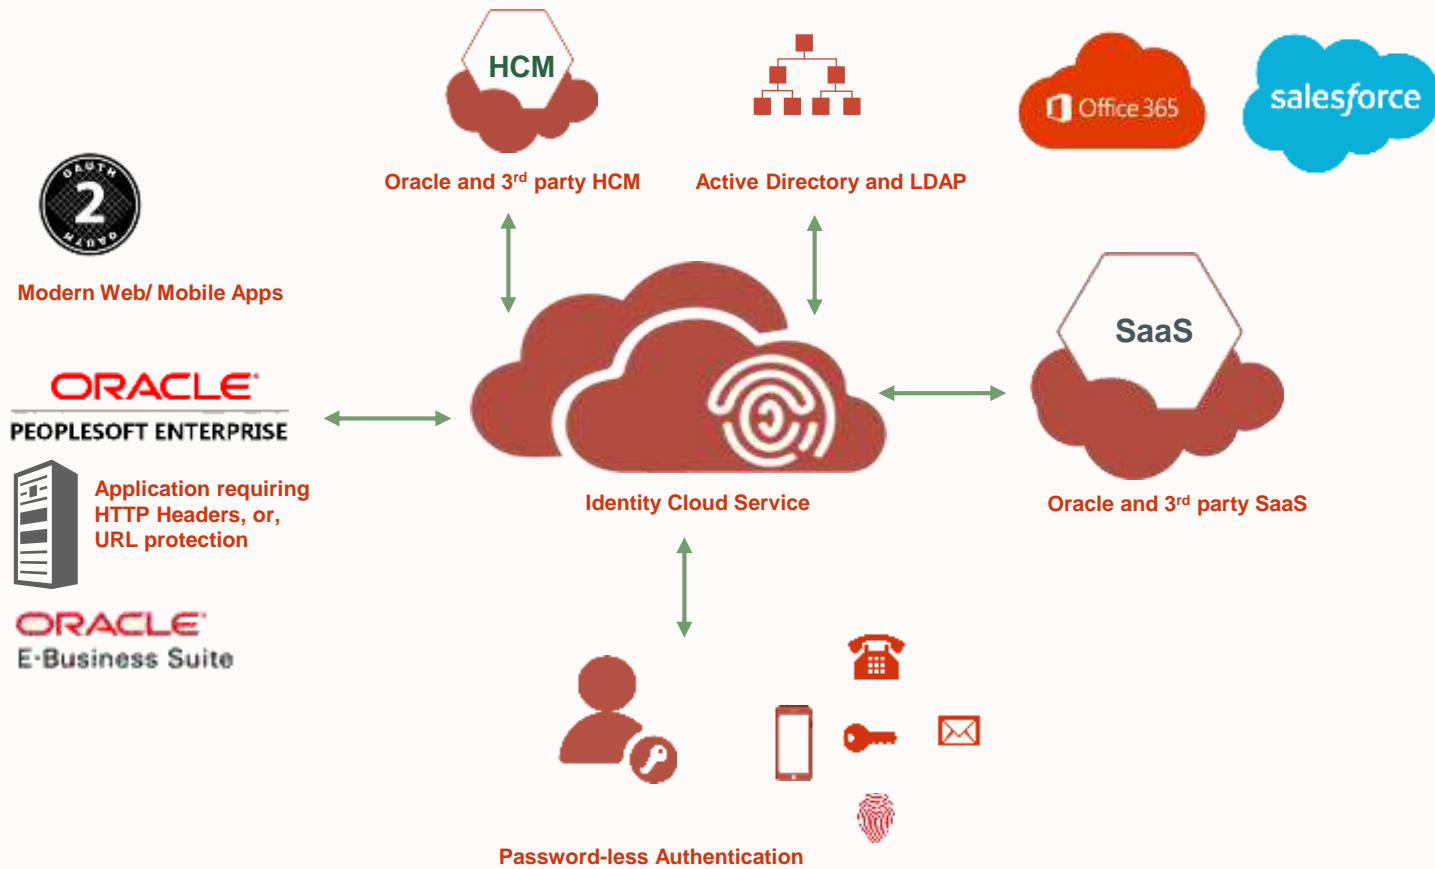 HCM
Oracle and 3rd party HCM
Active Directory and LDAP
Office 365
salesforce
OAUTH
2
OAUTH
Modern Web/ Mobile Apps
ORACLE
PEOPLESOFT ENTERPRISE
Application requiring
HTTP Headers, or,
URL protection
ORACLE
E-Business Suite
Identity Cloud Service
SaaS
Oracle and 3rd party SaaS
Password-less Authentication